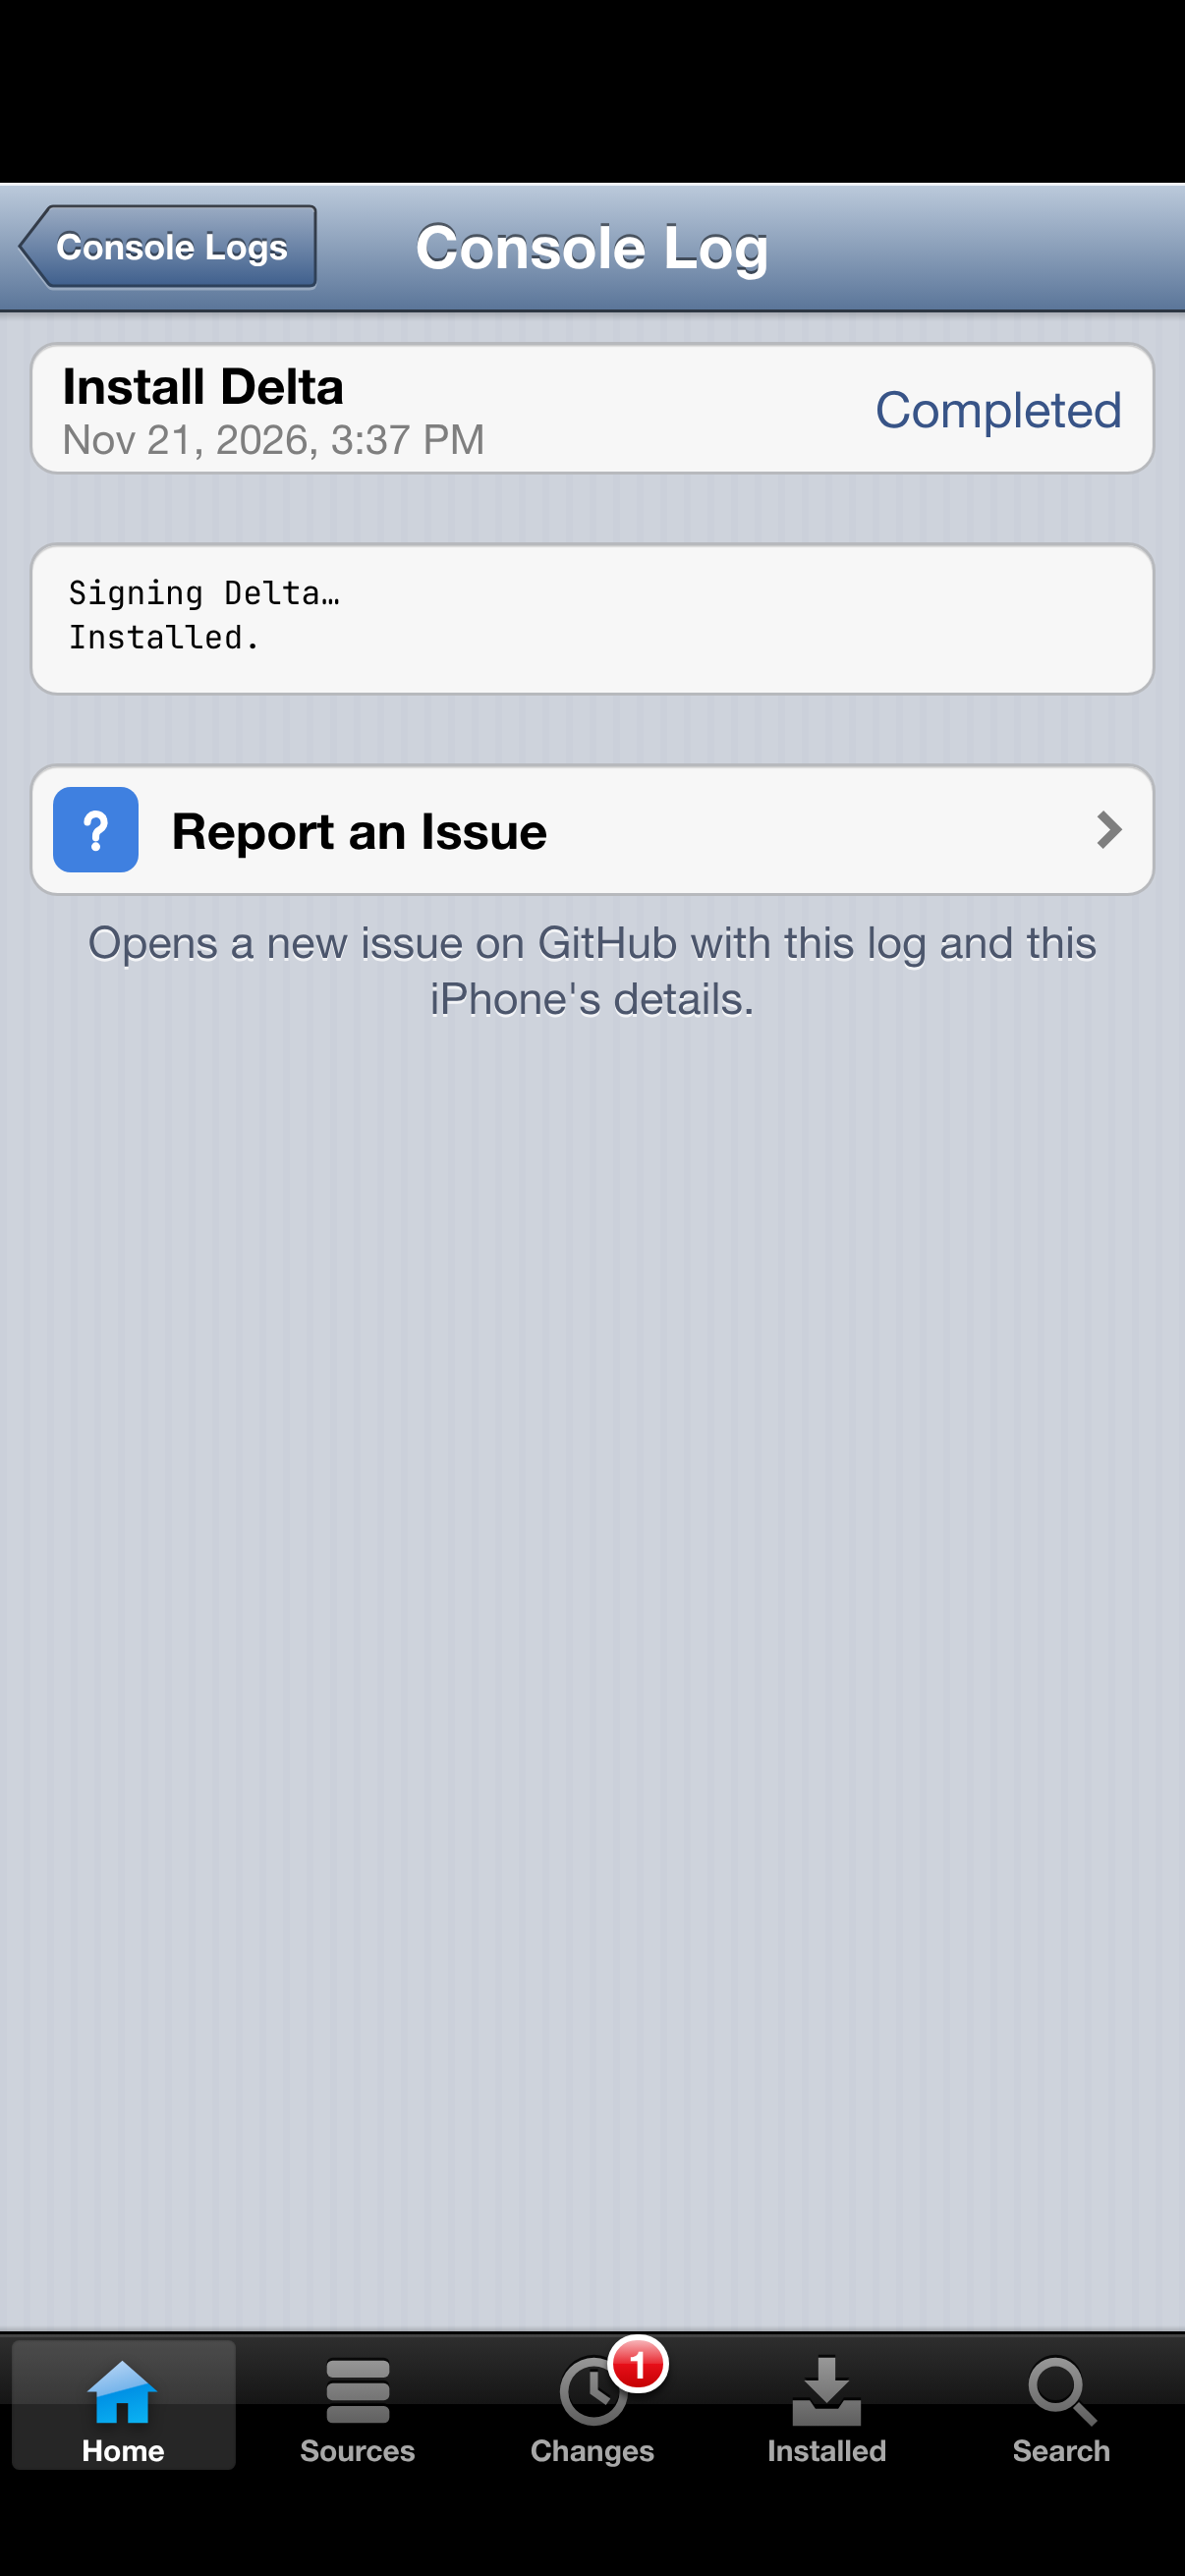 Console Logs
Console Log
Install Delta
Nov 21, 2026, 3:37 PM
Completed
Signing Delta…
Installed.
?
Report an Issue
Opens a new issue on GitHub with this log and this
iPhone's details.
1
Home
Sources
Changes
Installed
Search